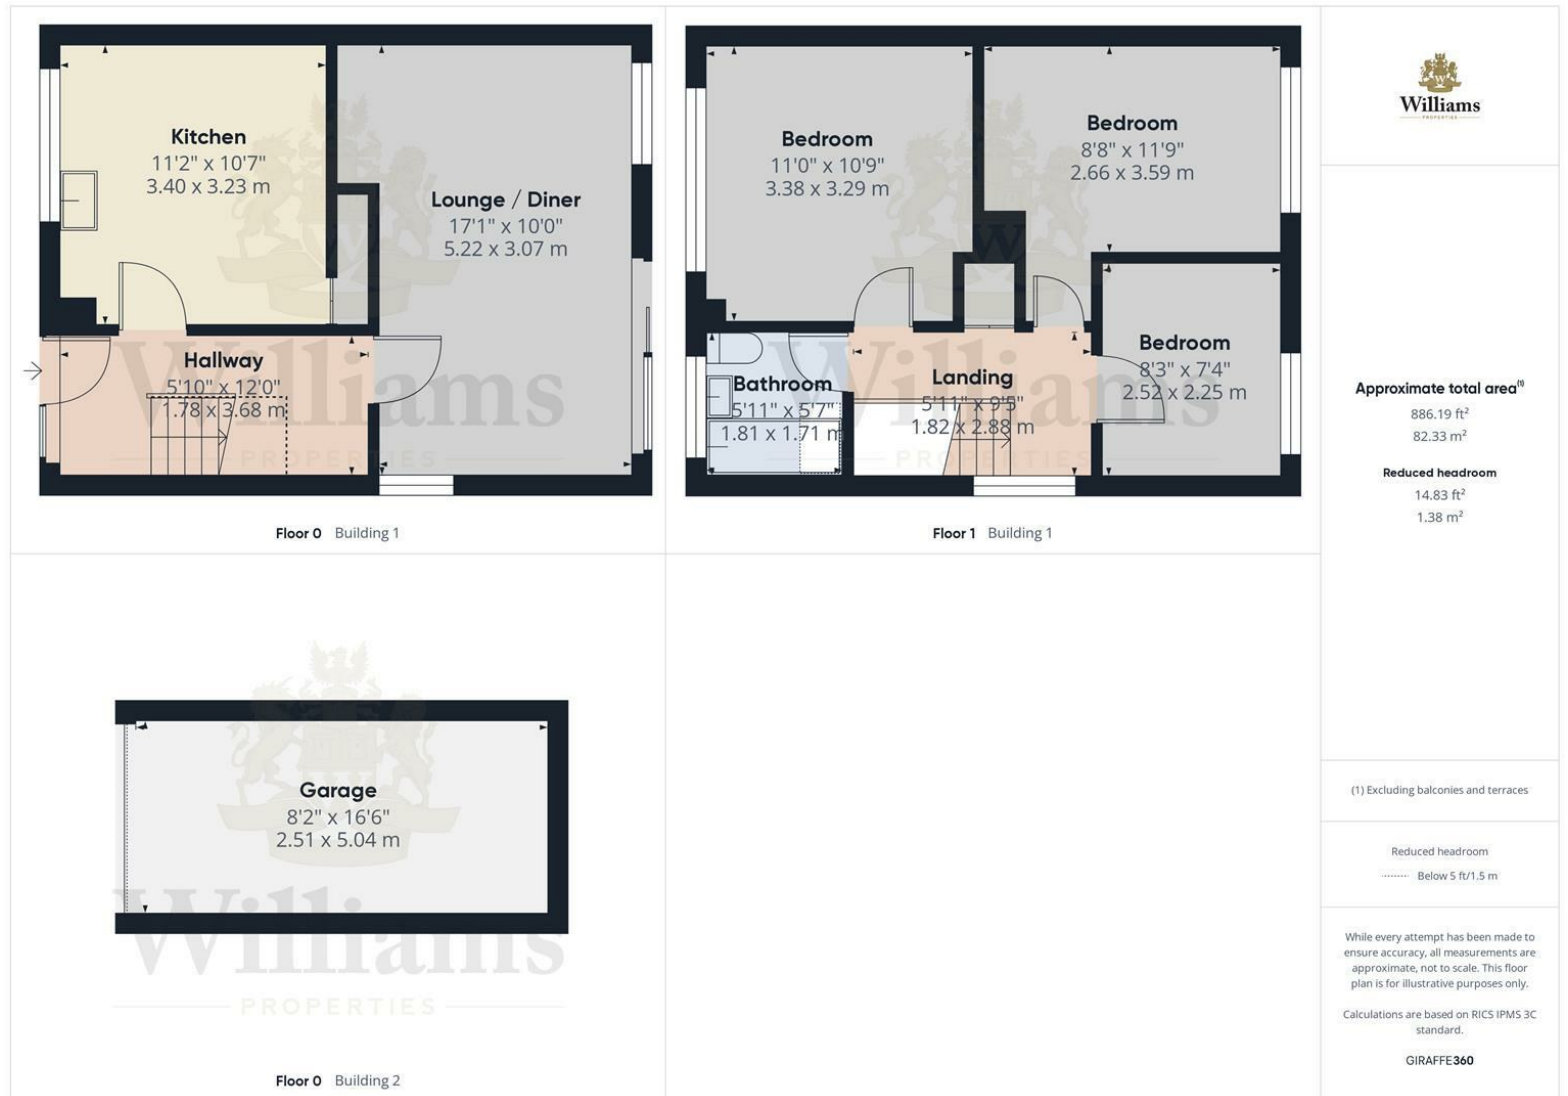 Kitchen
11'2" x 10'7"
3.40 x 3.23 m
Lounge / Diner
17'1" x 10'0"
5.22 x 3.07 m
Hallway
5'10" x 12'0"
1.78 x 3.68 m
Williams
PROPERTIES
Floor 0 Building 1
Bedroom
11'0" x 10'9"
3.38 x 3.29 m
Bedroom
8'8" x 11'9"
2.66 x 3.59 m
W
Bedroom
8'3" x 7'4"
2.52 x 2.25 m
Bathroom
5'11" x 5'7"
1.81 x 1.71 m
Landing
5'11" x 9'5"
1.82 x 2.88 m
Williams
PROPERTIES
Floor 1 Building 1
Garage
8'2" x 16'6"
2.51 x 5.04 m
Williams
PROPERTIES
Floor 0 Building 2
Williams
PROPERTIES
Approximate total area(1)
886.19 ft²
82.33 m²
Reduced headroom
14.83 ft²
1.38 m²
(1) Excluding balconies and terraces
Reduced headroom
Below 5 ft/1.5 m
While every attempt has been made to
ensure accuracy, all measurements are
approximate, not to scale. This floor
plan is for illustrative purposes only.
Calculations are based on RICS IPMS 3C
standard.
GIRAFFE360